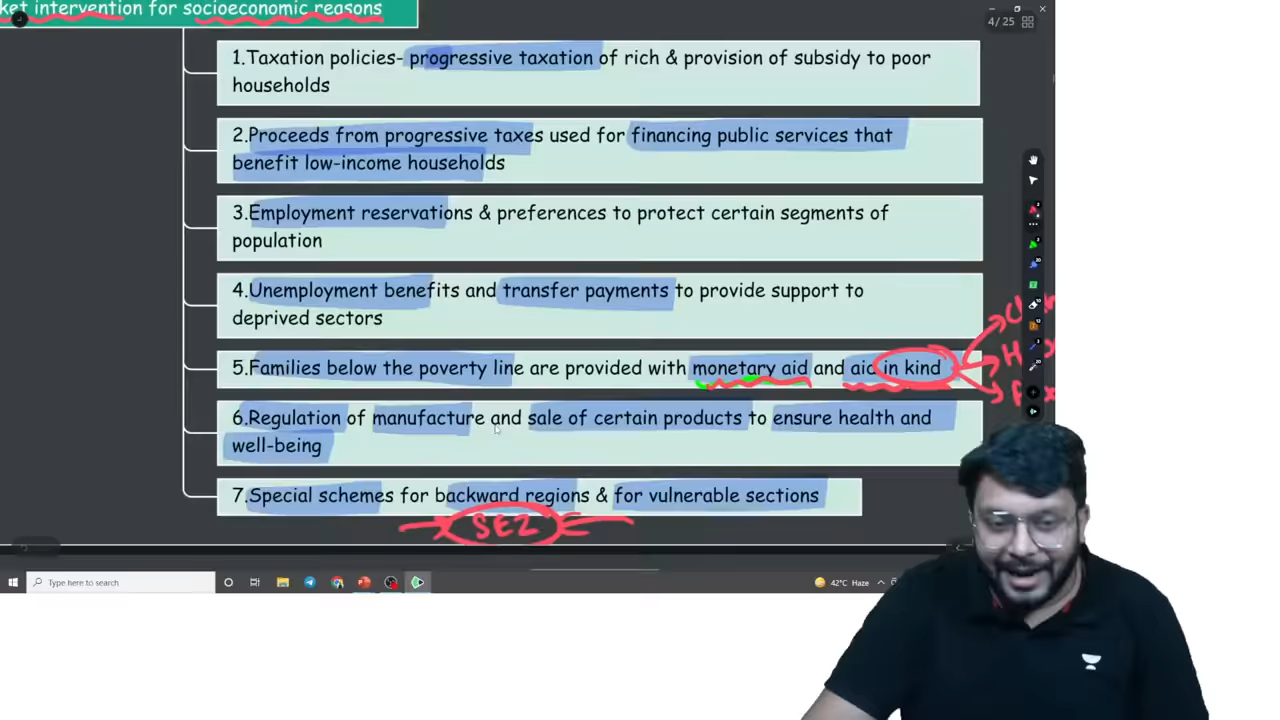 ket intervention for socioeconomic reasons
4/25
1.Taxation policies- progressive taxation of rich & provision of subsidy to poor
households
2.Proceeds from progressive taxes used for financing public services that
benefit low-income households
3.Employment reservations & preferences to protect certain segments of
population
4.Unemployment benefits and transfer payments to provide support to
deprived sectors
5.Families below the poverty line are provided with monetary aid and aid in kind
6.Regulation of manufacture and sale of certain products to ensure health and
well-being
7.Special schemes for backward regions & for vulnerable sections
SEZ
Type here to search
42°C Haze